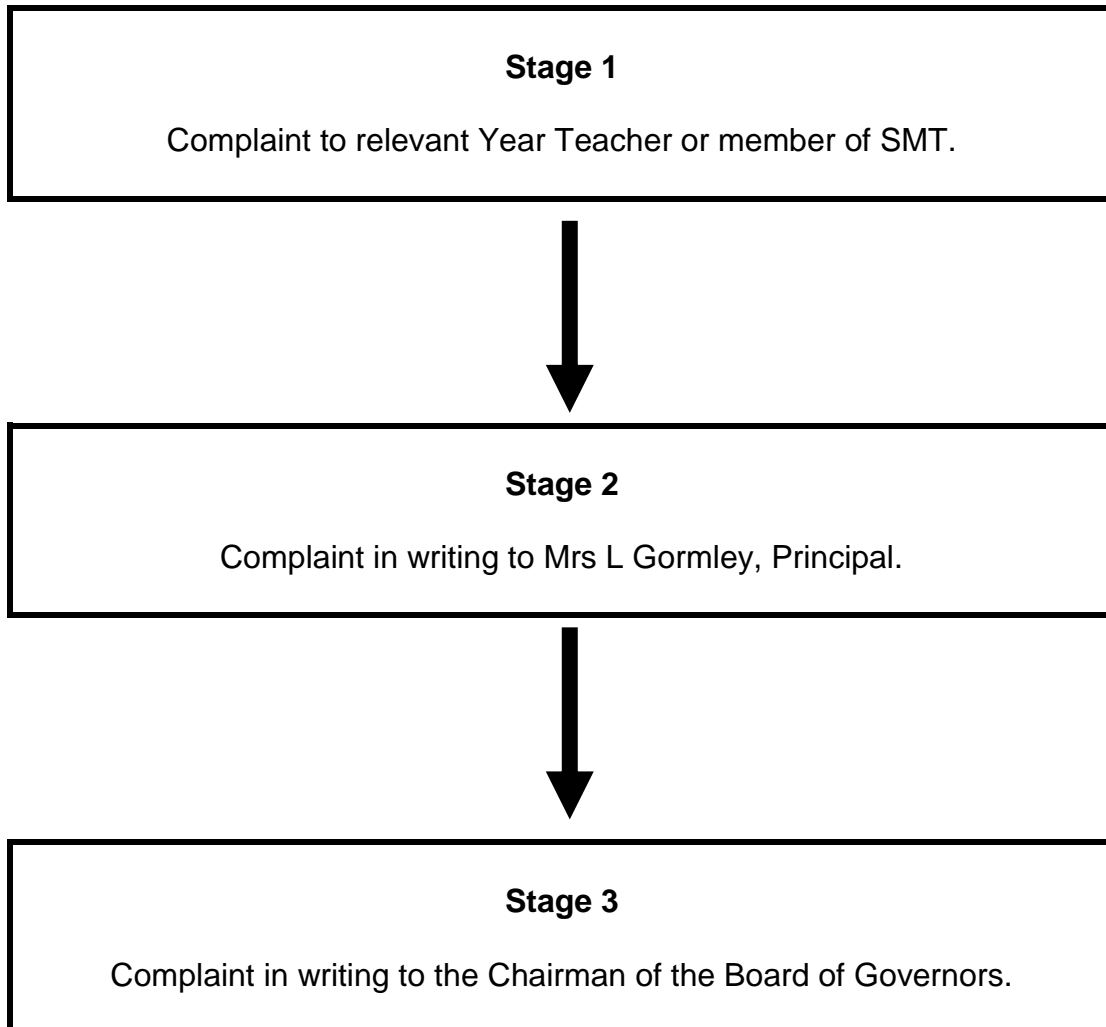 Stage 1
Complaint to relevant Year Teacher or member of SMT.
Stage 2
Complaint in writing to Mrs L Gormley, Principal.
Stage 3
Complaint in writing to the Chairman of the Board of Governors.